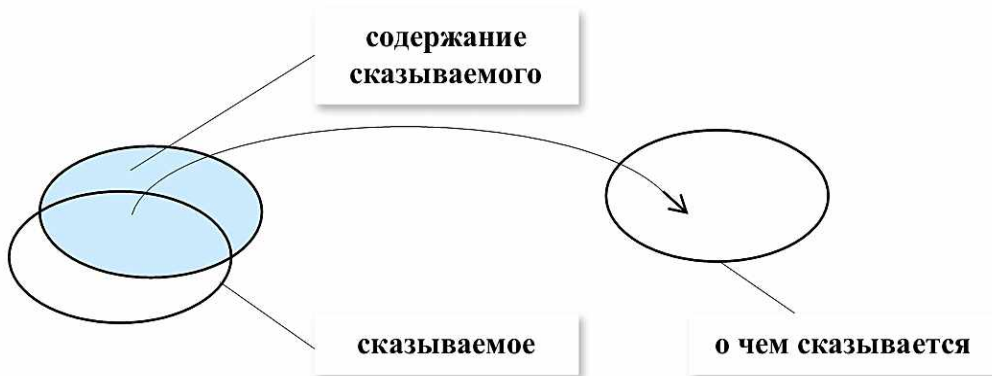 содержание
сказываемого
сказываемое
о чем сказывается